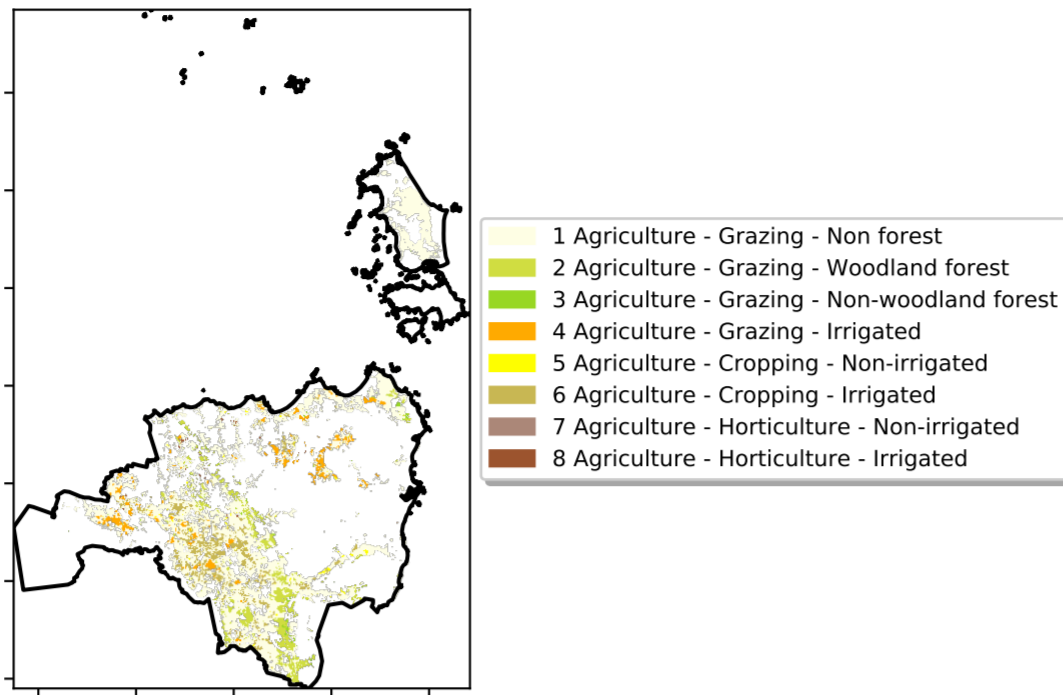 1 Agriculture - Grazing - Non forest
2 Agriculture - Grazing - Woodland forest
3 Agriculture - Grazing - Non-woodland forest
4 Agriculture - Grazing - Irrigated
5 Agriculture - Cropping - Non-irrigated
6 Agriculture - Cropping - Irrigated
7 Agriculture - Horticulture - Non-irrigated
8 Agriculture - Horticulture - Irrigated